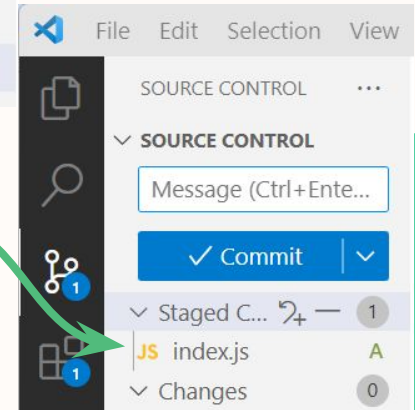 File Edit Selection View
SOURCE CONTROL ...
SOURCE CONTROL
Message (Ctrl+Ente...
Commit
1
Staged C... 1
JS index.js A
1
Changes 0